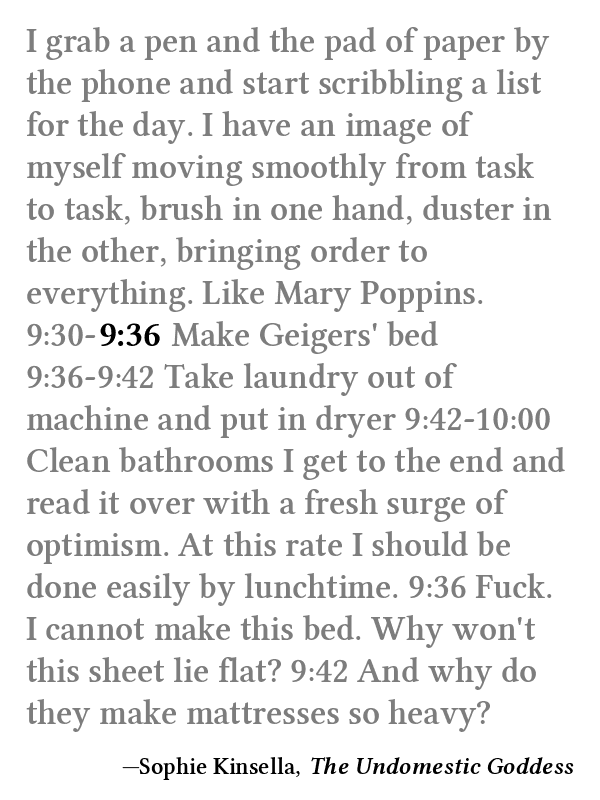 I grab a pen and the pad of paper by
the phone and start scribbling a list
for the day. I have an image of
myself moving smoothly from task
to task, brush in one hand, duster in
the other, bringing order to
everything. Like Mary Poppins.
9:30-9:36 Make Geigers' bed
9:36-9:42 Take laundry out of
machine and put in dryer 9:42-10:00
Clean bathrooms I get to the end and
read it over with a fresh surge of
optimism. At this rate I should be
done easily by lunchtime. 9:36 Fuck.
I cannot make this bed. Why won't
this sheet lie flat? 9:42 And why do
they make mattresses so heavy?
—Sophie Kinsella, The Undomestic Goddess